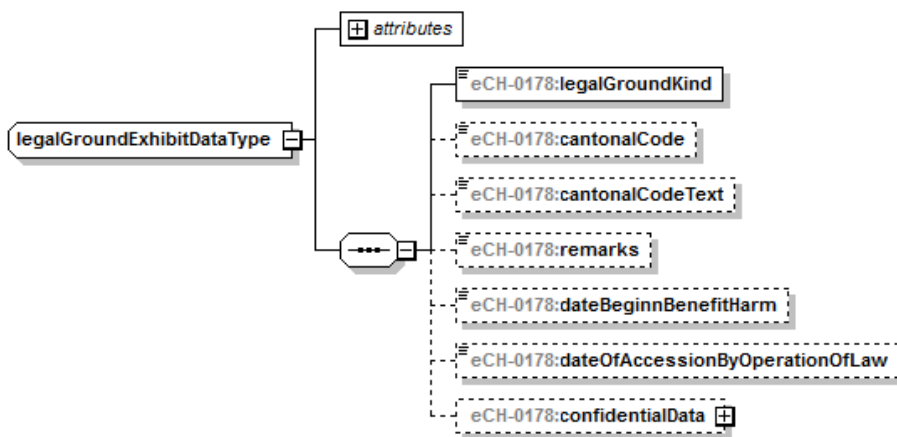 attributes
eCH-0178:legalGroundKind
eCH-0178:cantonalCode
legalGroundExhibitDataType
eCH-0178:cantonalCodeText
eCH-0178:remarks
eCH-0178:dateBeginnBenefitHarm
eCH-0178:dateOfAccessionByOperationOfLaw
eCH-0178:confidentialData